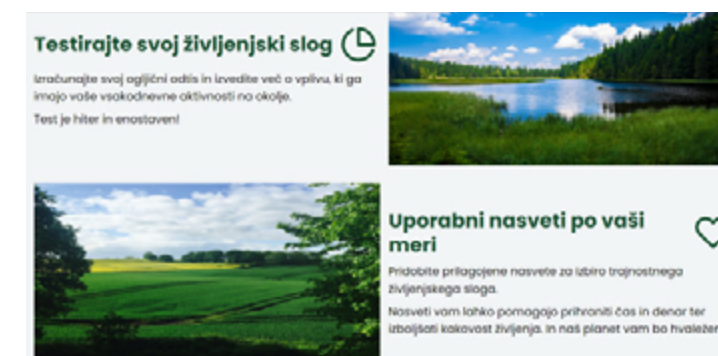 Testirajte svoj življenjski slog
Izračunajte svoj ogljični odtis in izvedite več o vplivu, ki ga
imajo vaše vsakodnevne aktivnosti na okolje.
Test je hiter in enostaven!
Uporabni nasveti po vaši
meri
Pridobite prilagojene nasvete za izbiro trajnostnega
življenjskega sloga.
Nasveti vam lahko pomagajo prihraniti čas in denar ter
izboljšati kakovost življenja. In naš planet vam bo hvaležen